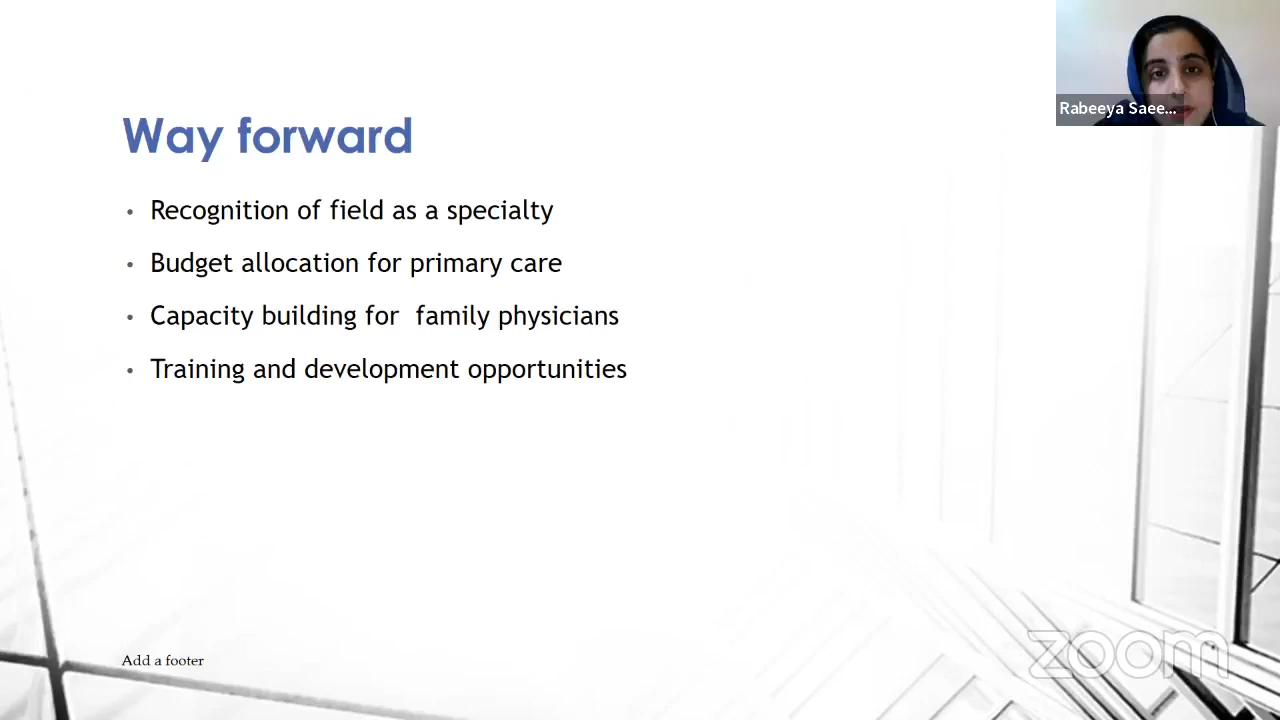 Rabeeya Saee...
Way forward
• Recognition of field as a specialty
• Budget allocation for primary care
• Capacity building for  family physicians
• Training and development opportunities
Add a footer
zoom